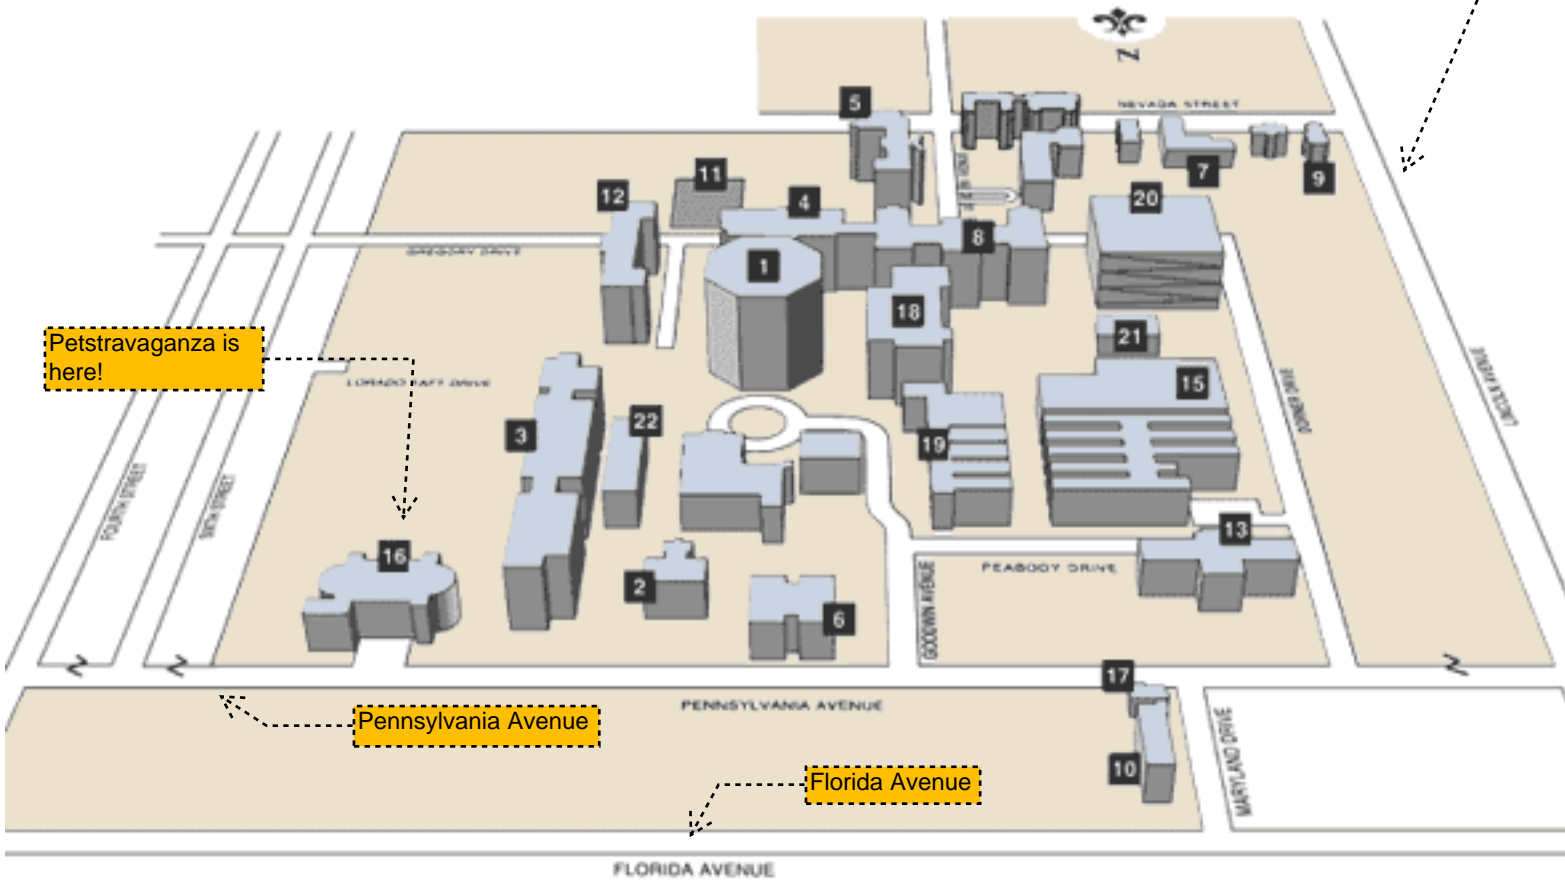 N
NEVADA STREET
5
7
9
11
12
4
20
8
1
GREGORY DRIVE
18
21
Petstravaganza is
here!
LORADO TAFT DRIVE
15
LINCOLN AVENUE
DORNER DRIVE
3
22
19
FOURTH STREET
SIXTH STREET
16
13
PEABODY DRIVE
2
6
GOODWIN AVENUE
17
PENNSYLVANIA AVENUE
Pennsylvania Avenue
MARYLAND DRIVE
10
Florida Avenue
FLORIDA AVENUE